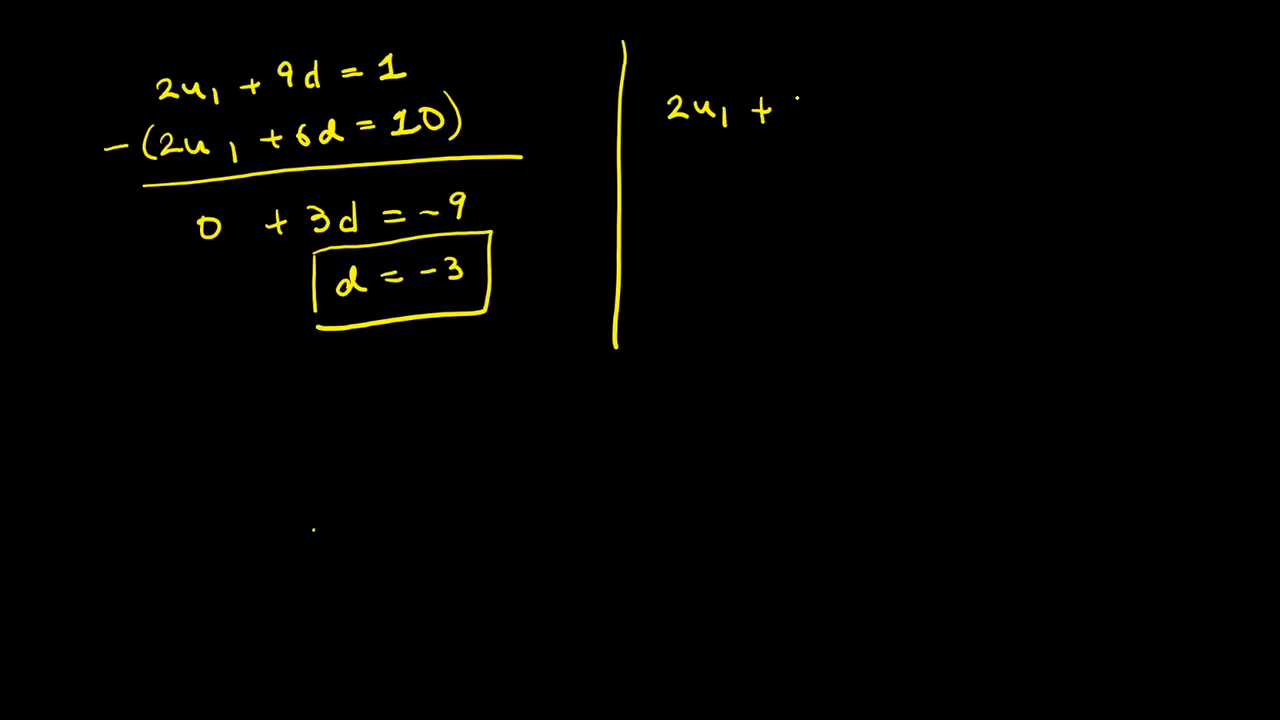 2u₁ + 9d = 1
-(2u₁ + 6d = 10)
0 + 3d = -9
d = -3
2u₁ +